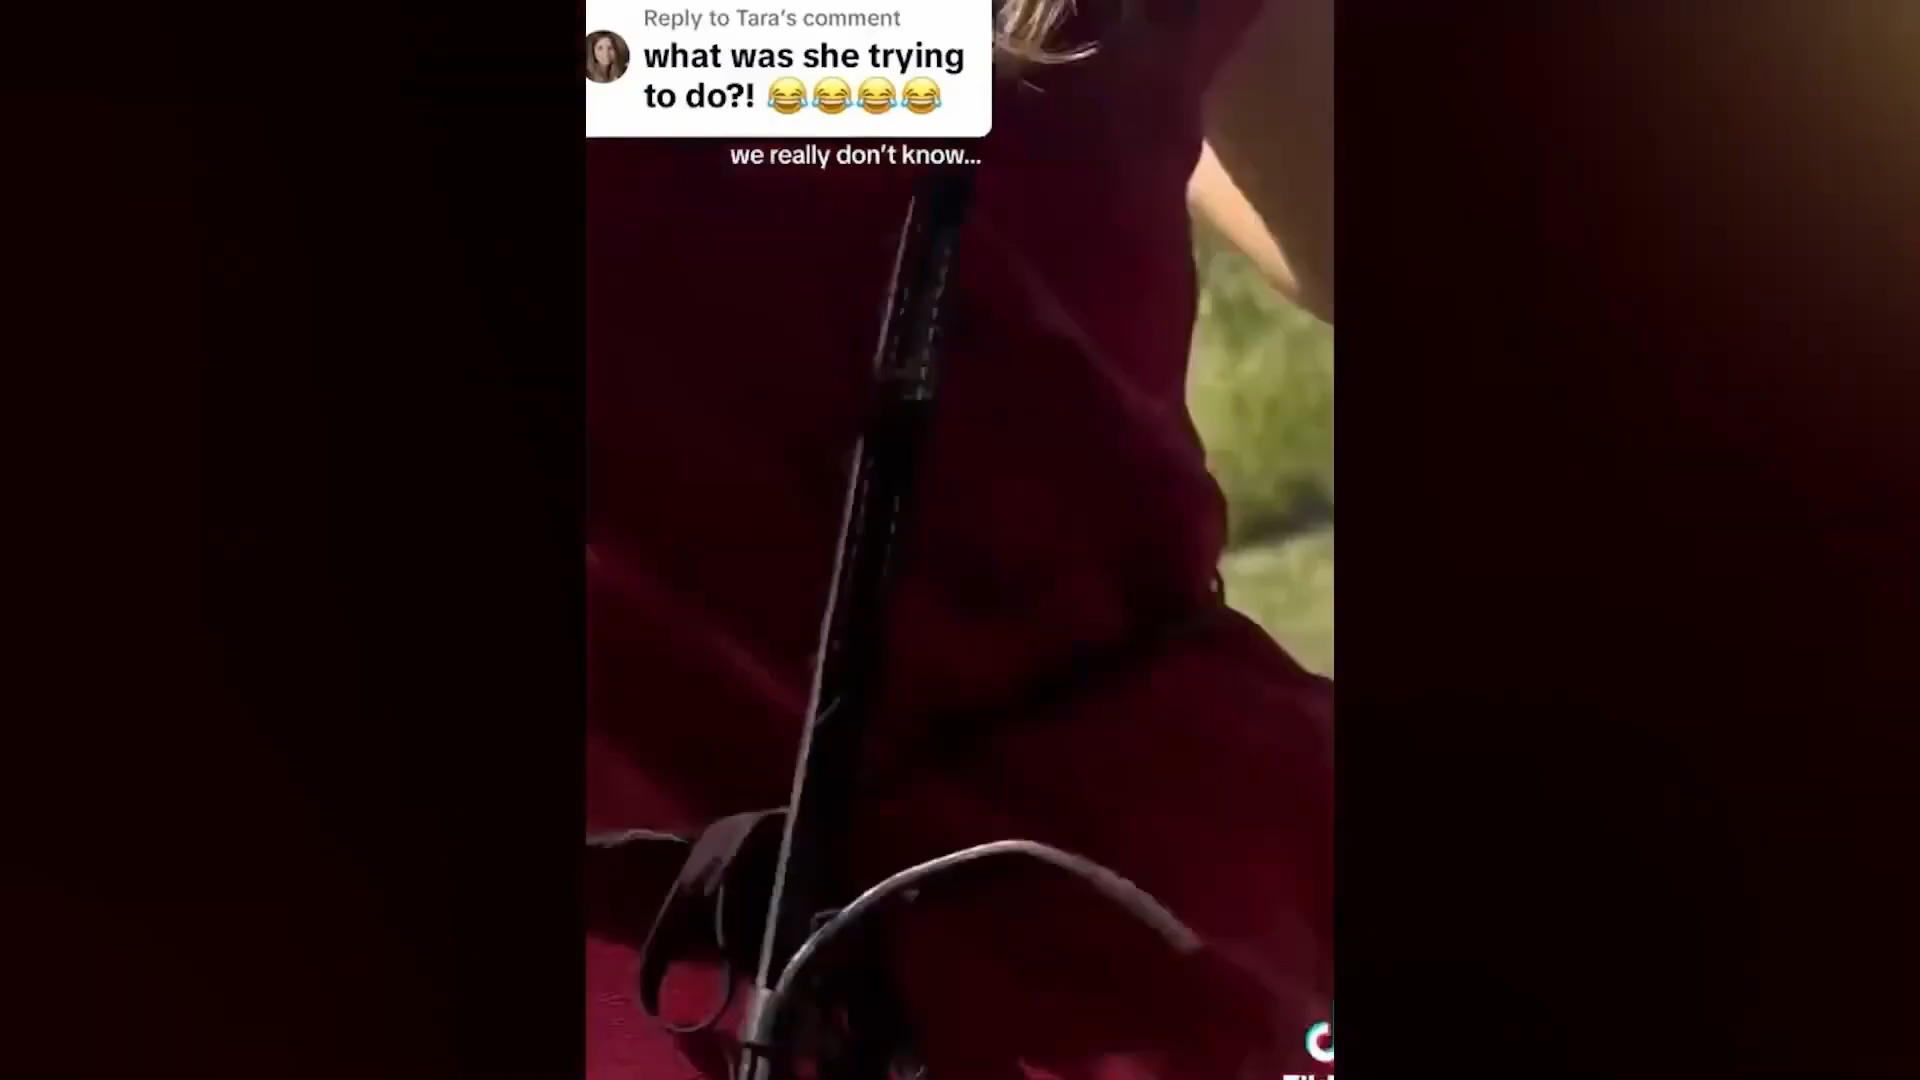 Reply to Tara's comment
what was she trying
to do?! 😂😂😂😂
we really don't know...